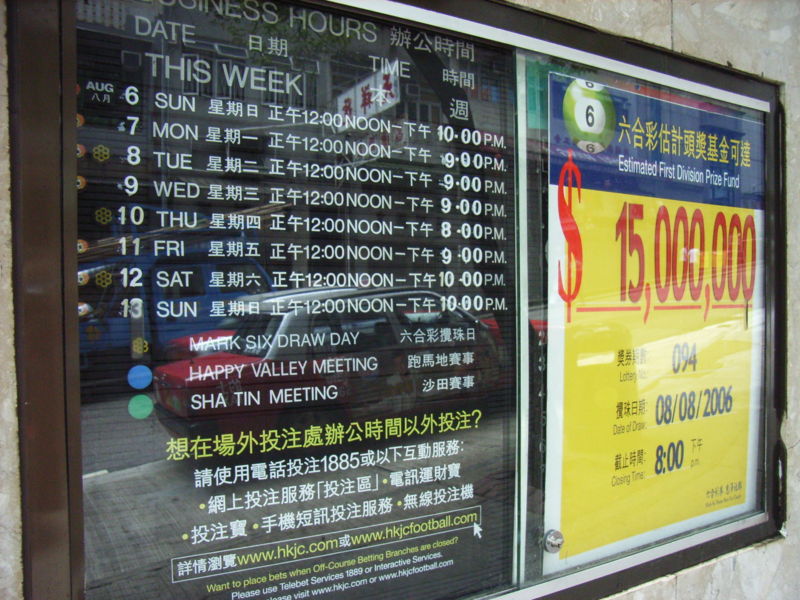 BUSINESS HOURS 辦公時間
DATE 日期 TIME 時間
THIS WEEK 本週
AUG 八月 6 SUN 星期日 正午12:00NOON–下午10:00P.M.
7 MON 星期一 正午12:00NOON–下午 9:00P.M.
8 TUE 星期二 正午12:00NOON–下午 9:00P.M.
9 WED 星期三 正午12:00NOON–下午 9:00P.M.
10 THU 星期四 正午12:00NOON–下午 8:00P.M.
11 FRI 星期五 正午12:00NOON–下午 9:00P.M.
12 SAT 星期六 正午12:00NOON–下午10:00P.M.
13 SUN 星期日 正午12:00NOON–下午10:00P.M.
MARK SIX DRAW DAY 六合彩攪珠日
HAPPY VALLEY MEETING 跑馬地賽事
SHA TIN MEETING 沙田賽事
想在場外投注處辦公時間以外投注?
請使用電話投注1885或以下互動服務:
•網上投注服務「投注區」•電訊運財寶
•投注寶•手機短訊投注服務•無線投注機
詳情瀏覽www.hkjc.com或www.hkjcfootball.com
Want to place bets when Off-Course Betting Branches are closed?
Please use Telebet Services 1889 or Interactive Services.
Please visit www.hkjc.com or www.hkjcfootball.com
6
6
六合彩估計頭獎基金可達
Estimated First Division Prize Fund
$15,000,000
獎券期數: 094
Lottery No.:
攪珠日期: 08/08/2006
Date of Draw:
截止時間: 8:00 下午
Closing Time: p.m.